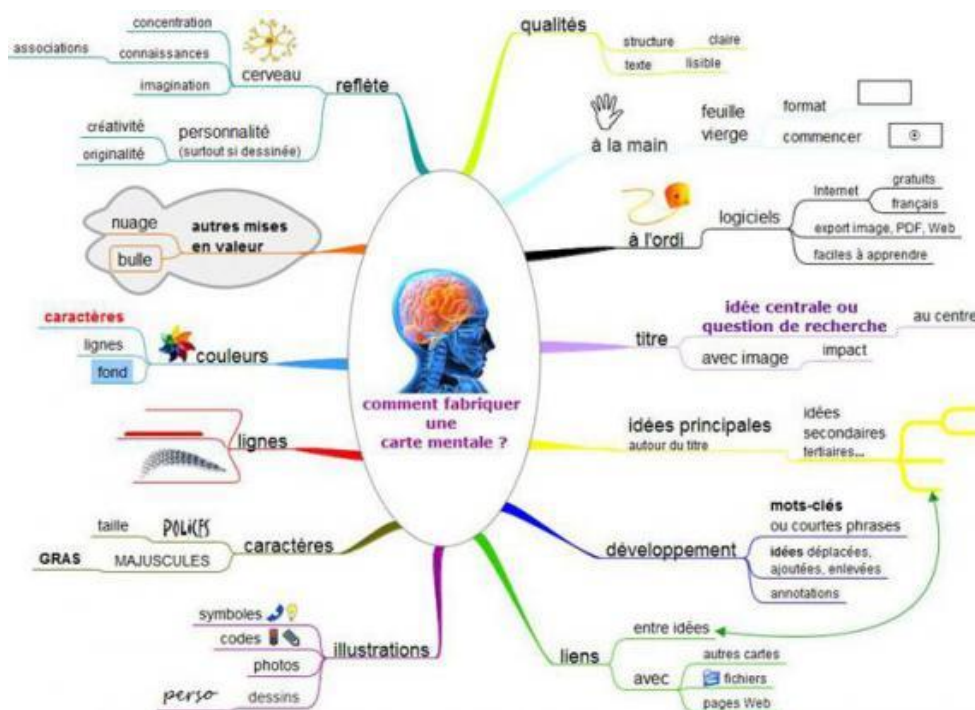 comment fabriquer
une
carte mentale ?
qualités
structure
claire
texte
lisible
à la main
feuille
vierge
format
commencer
à l'ordi
logiciels
Internet
gratuits
français
export image, PDF, Web
faciles à apprendre
titre
idée centrale ou
question de recherche
au centre
avec image
impact
idées principales
autour du titre
idées
secondaires
tertiaires...
développement
mots-clés
ou courtes phrases
idées déplacées,
ajoutées, enlevées
annotations
liens
entre idées
avec
autres cartes
fichiers
pages Web
illustrations
symboles
codes
photos
dessins
perso
caractères
POLICES
taille
MAJUSCULES
GRAS
lignes
couleurs
caractères
lignes
fond
autres mises
en valeur
nuage
bulle
reflète
cerveau
concentration
connaissances
associations
imagination
personnalité
(surtout si dessinée)
créativité
originalité